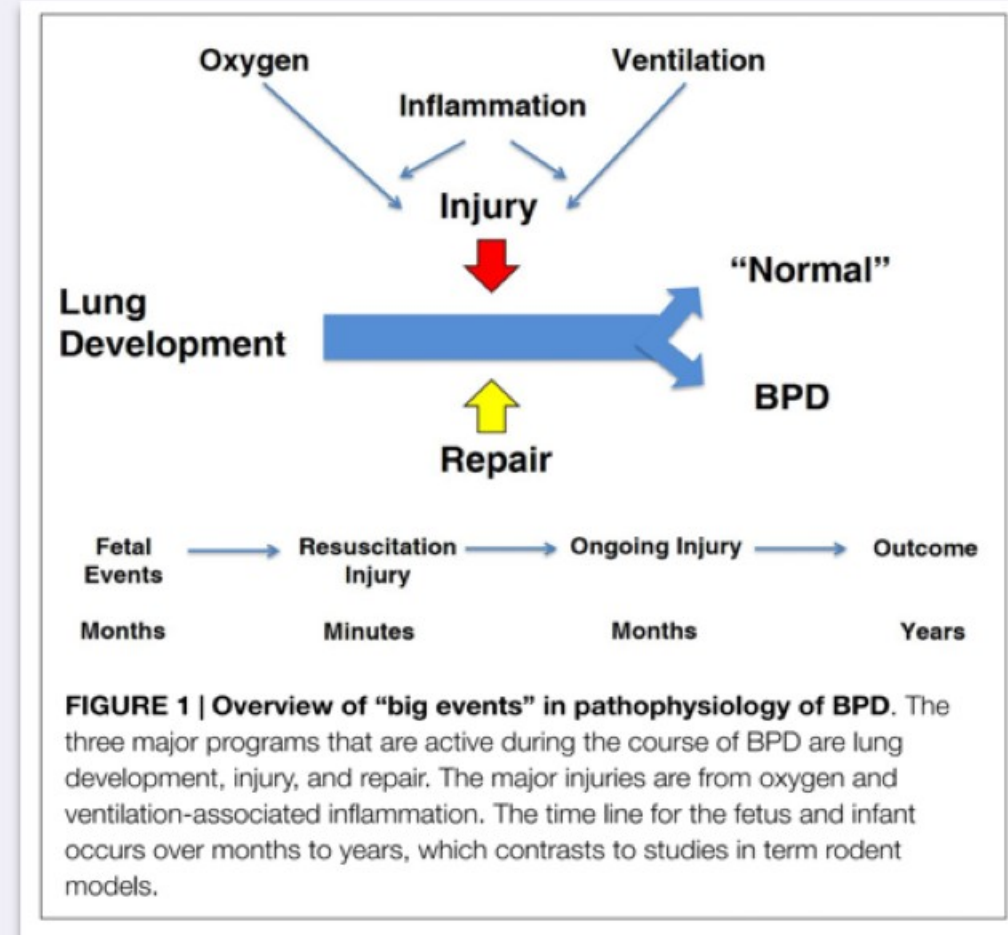 Oxygen
Ventilation
Inflammation
Injury
“Normal”
Lung
Development
BPD
Repair
Fetal
Events
Resuscitation
Injury
Ongoing Injury
Outcome
Months
Minutes
Months
Years
FIGURE 1 | Overview of “big events” in pathophysiology of BPD. The
three major programs that are active during the course of BPD are lung
development, injury, and repair. The major injuries are from oxygen and
ventilation-associated inflammation. The time line for the fetus and infant
occurs over months to years, which contrasts to studies in term rodent
models.